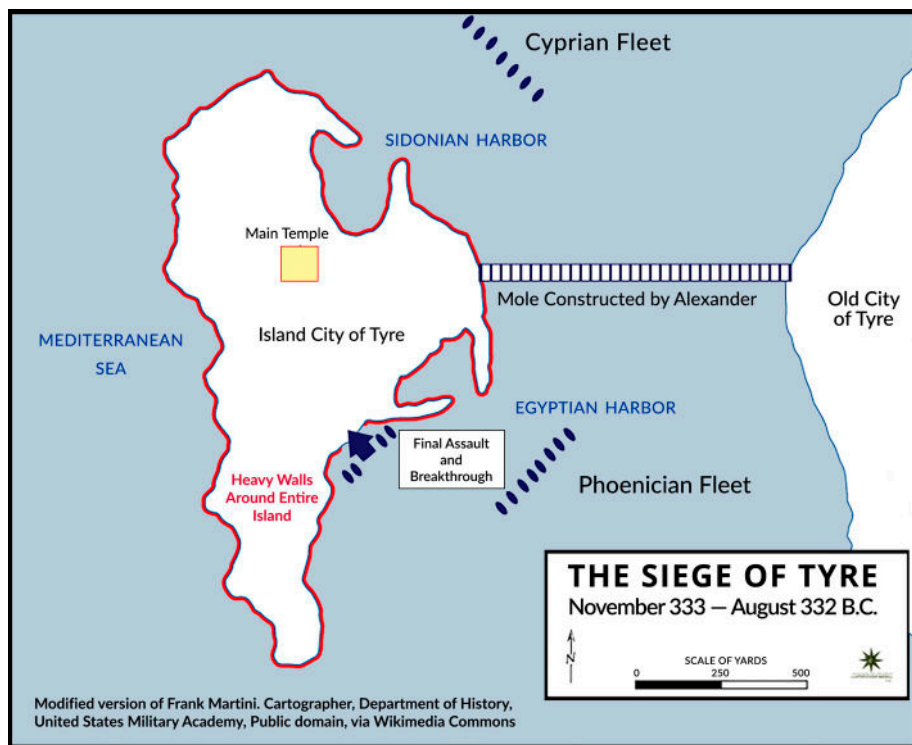 Cyprian Fleet
SIDONIAN HARBOR
Main Temple
Mole Constructed by Alexander
Old City
of Tyre
Island City of Tyre
MEDITERRANEAN
SEA
EGYPTIAN HARBOR
Final Assault
and
Breakthrough
Heavy Walls
Around Entire
Island
Phoenician Fleet
THE SIEGE OF TYRE
November 333 — August 332 B.C.
N
SCALE OF YARDS
0 250 500
Modified version of Frank Martini. Cartographer, Department of History,
United States Military Academy, Public domain, via Wikimedia Commons